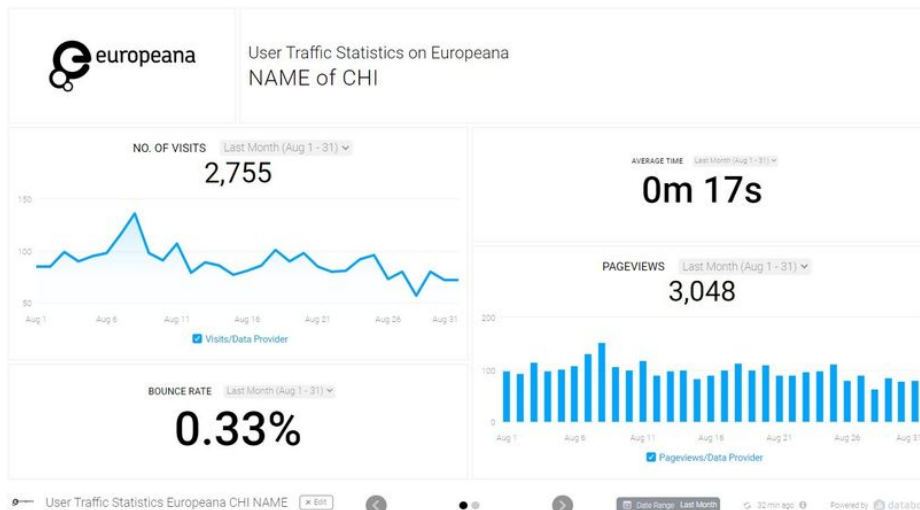 europeana
User Traffic Statistics on Europeana
NAME of CHI
NO. OF VISITS Last Month (Aug 1 - 31)
2,755
150
100
50
Aug 1 Aug 6 Aug 11 Aug 16 Aug 21 Aug 26 Aug 31
Visits/Data Provider
AVERAGE TIME Last Month (Aug 1 - 31)
0m 17s
PAGEVIEWS Last Month (Aug 1 - 31)
3,048
200
100
0
Aug 1 Aug 6 Aug 11 Aug 16 Aug 21 Aug 26 Aug 31
Pageviews/Data Provider
BOUNCE RATE Last Month (Aug 1 - 31)
0.33%
User Traffic Statistics Europeana CHI NAME × Edit
Date Range Last Month
32 min ago
Powered by